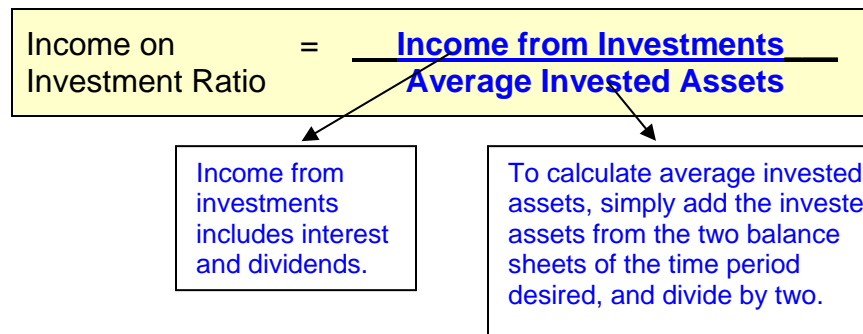 Income on = Income from Investments
Investment Ratio Average Invested Assets
Income from
investments
includes interest
and dividends.
To calculate average invested
assets, simply add the investe
assets from the two balance
sheets of the time period
desired, and divide by two.